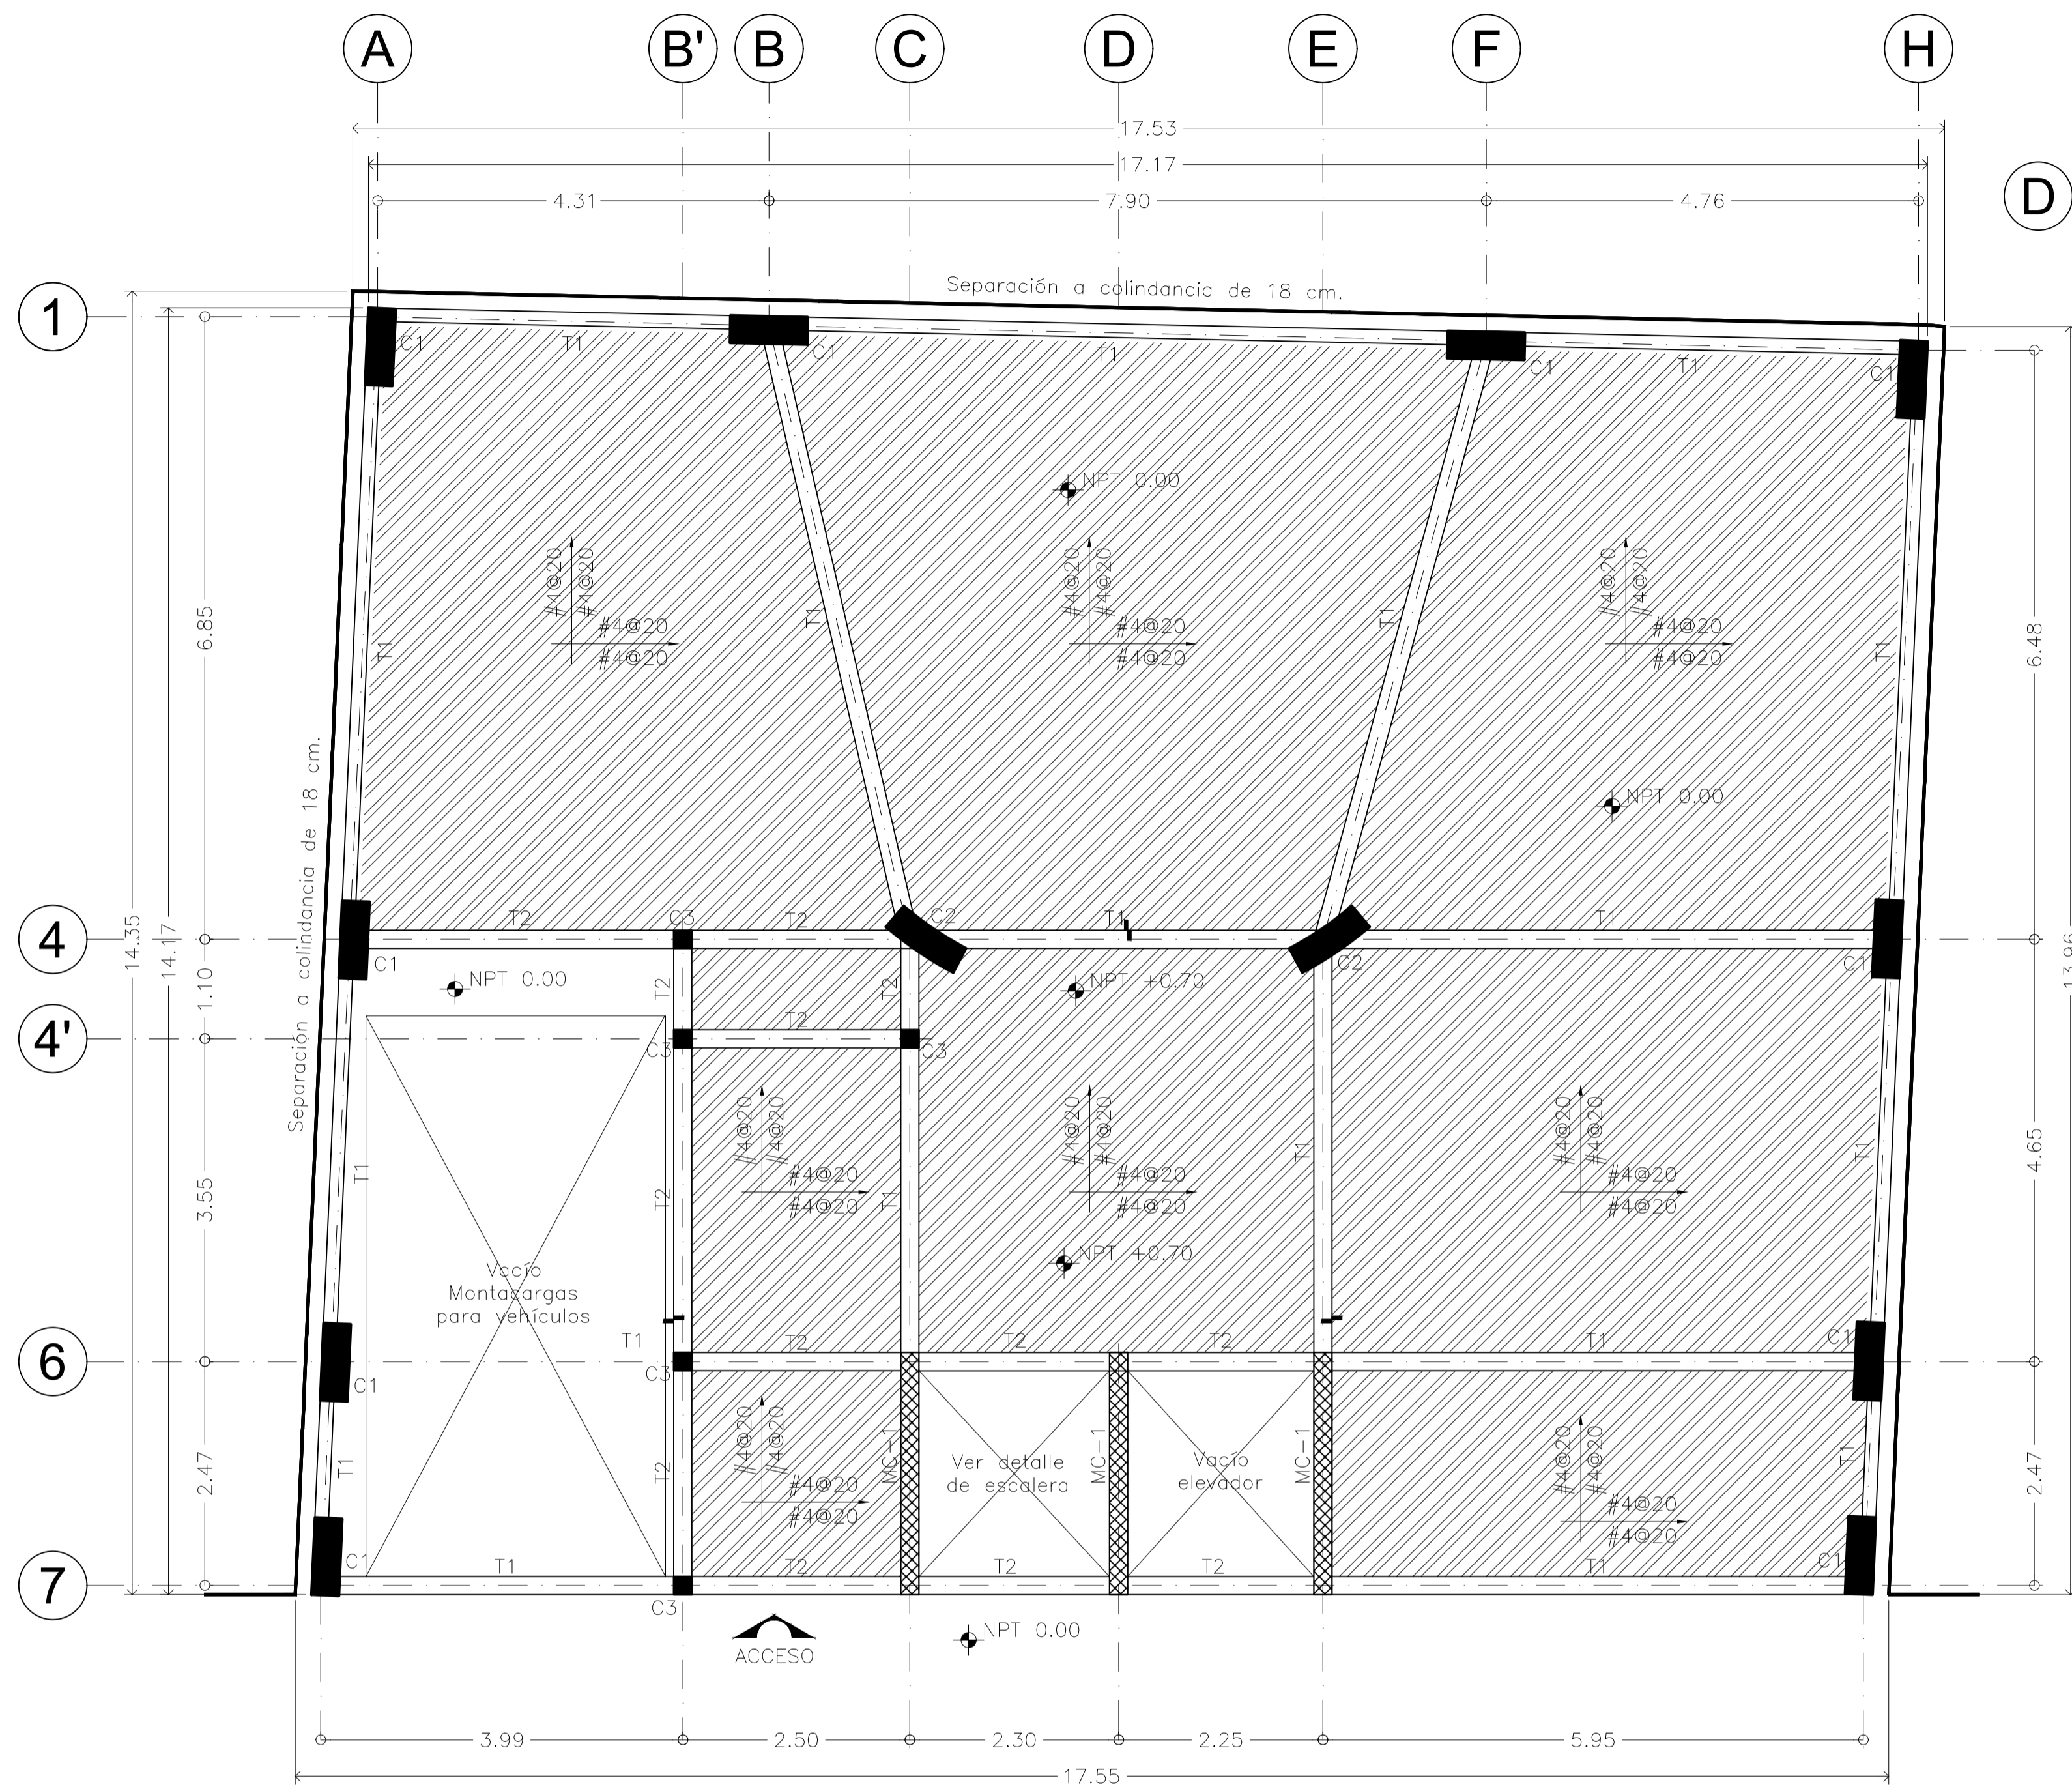 A
B'
B
C
D
E
F
H
17.53
17.17
4.31
7.90
4.76
D
1
Separación a colindancia de 18 cm.
C1
T1
C1
T1
C1
T1
C1
NPT 0.00
#4@20
#4@20
#4@20
#4@20
#4@20
#4@20
#4@20
#4@20
#4@20
#4@20
#4@20
#4@20
6.85
T1
T1
T1
T1
6.48
NPT 0.00
Separación a colindancia de 18 cm.
4
14.35
14.17
T2
C3
T2
C2
T1
T1
C1
NPT 0.00
T2
T2
NPT +0.70
C2
C1
13.96
1.10
4'
T2
C3
C3
#4@20
#4@20
#4@20
#4@20
#4@20
#4@20
#4@20
#4@20
#4@20
#4@20
#4@20
#4@20
3.55
T1
T2
T1
T1
T1
4.65
NPT +0.70
Vacío
Montacargas
para vehículos
6
T1
T2
T2
T2
T1
C1
C3
C1
#4@20
#4@20
#4@20
#4@20
#4@20
#4@20
#4@20
#4@20
2.47
T1
T2
MC-1
Ver detalle
de escalera
MC-1
Vacío
elevador
MC-1
T1
2.47
7
C1
T1
T2
T2
T2
T1
C1
C3
ACCESO
NPT 0.00
3.99
2.50
2.30
2.25
5.95
17.55